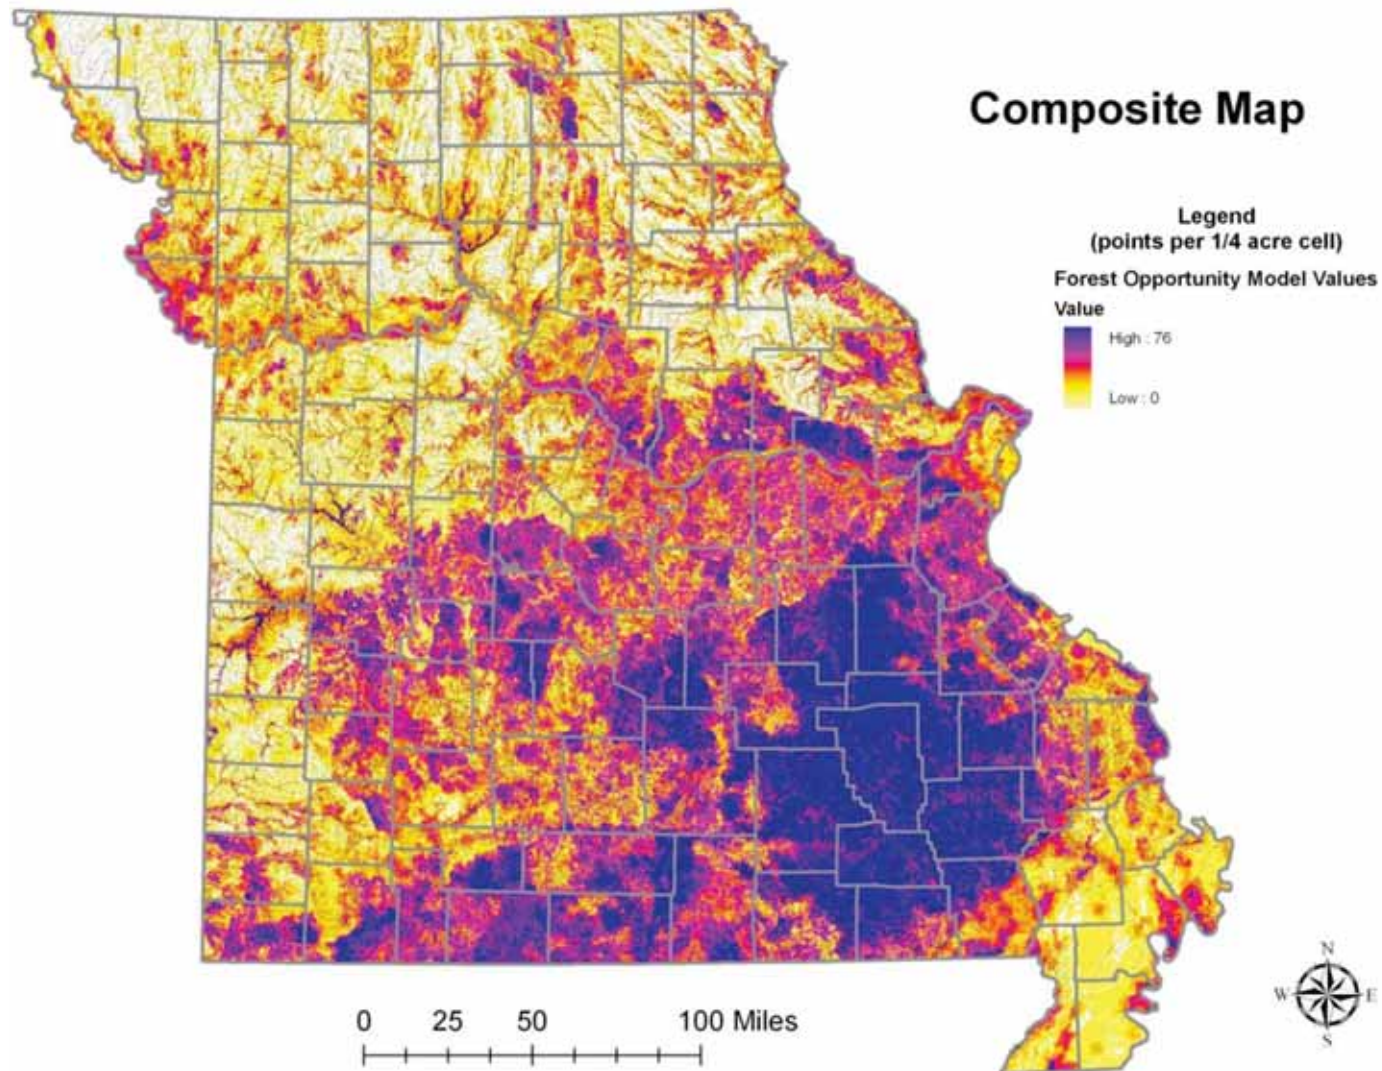 Composite Map
Legend
(points per 1/4 acre cell)
Forest Opportunity Model Values
Value
High : 76
Low : 0
N
W E
S
0 25 50 100 Miles